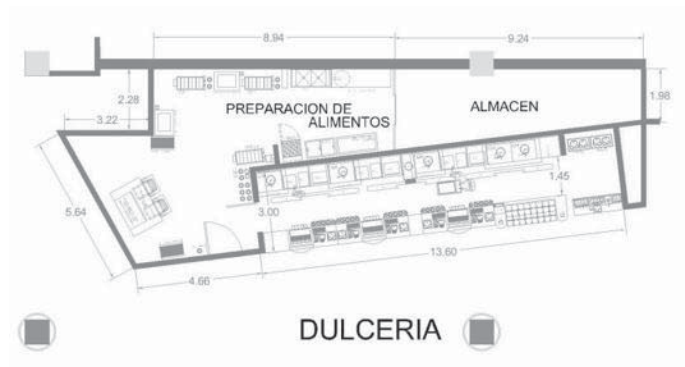 8.94
9.24
2.28
1.98
3.22
PREPARACION DE
ALIMENTOS
ALMACEN
5.64
3.00
1.45
13.60
4.66
DULCERIA